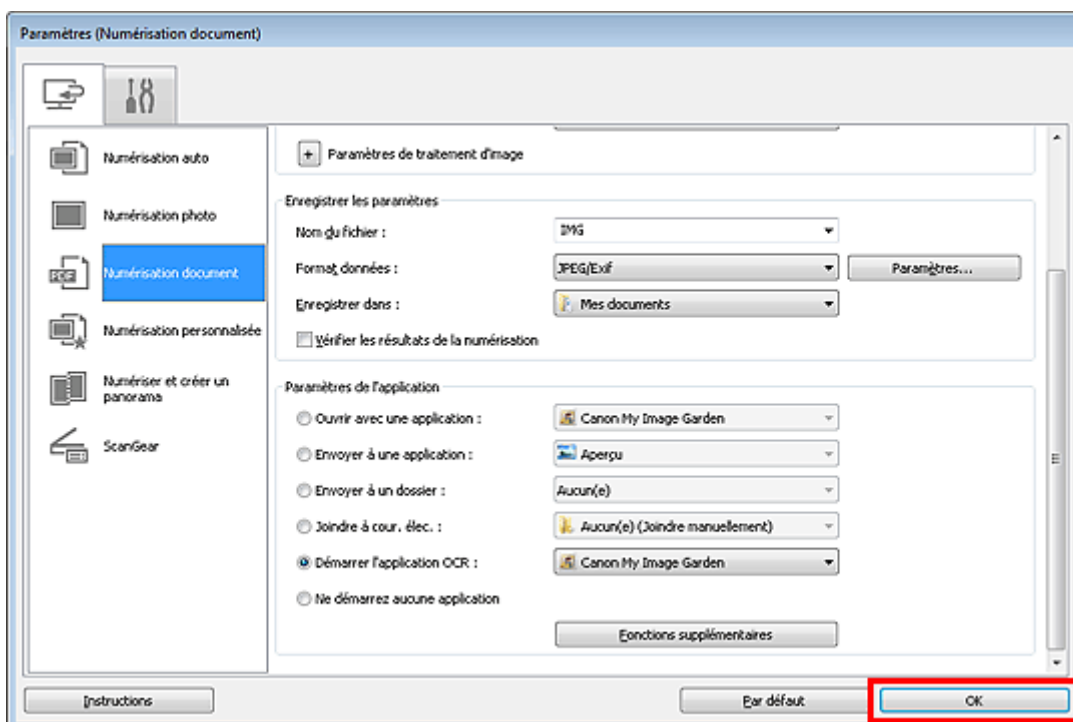 Paramètres (Numérisation document)
Numérisation auto
Numérisation photo
PDF
Numérisation document
Numérisation personnalisée
Numériser et créer un
panorama
ScanGear
+ Paramètres de traitement d'image
Enregistrer les paramètres
Nom du fichier : IMG
Format données : JPEG/Exif Paramètres...
Enregistrer dans : Mes documents
Vérifier les résultats de la numérisation
Paramètres de l'application
Ouvrir avec une application : Canon My Image Garden
Envoyer à une application : Aperçu
Envoyer à un dossier : Aucun(e)
Joindre à cour. élec. : Aucun(e) (Joindre manuellement)
Démarrer l'application OCR : Canon My Image Garden
Ne démarrez aucune application
Fonctions supplémentaires
Instructions Par défaut OK